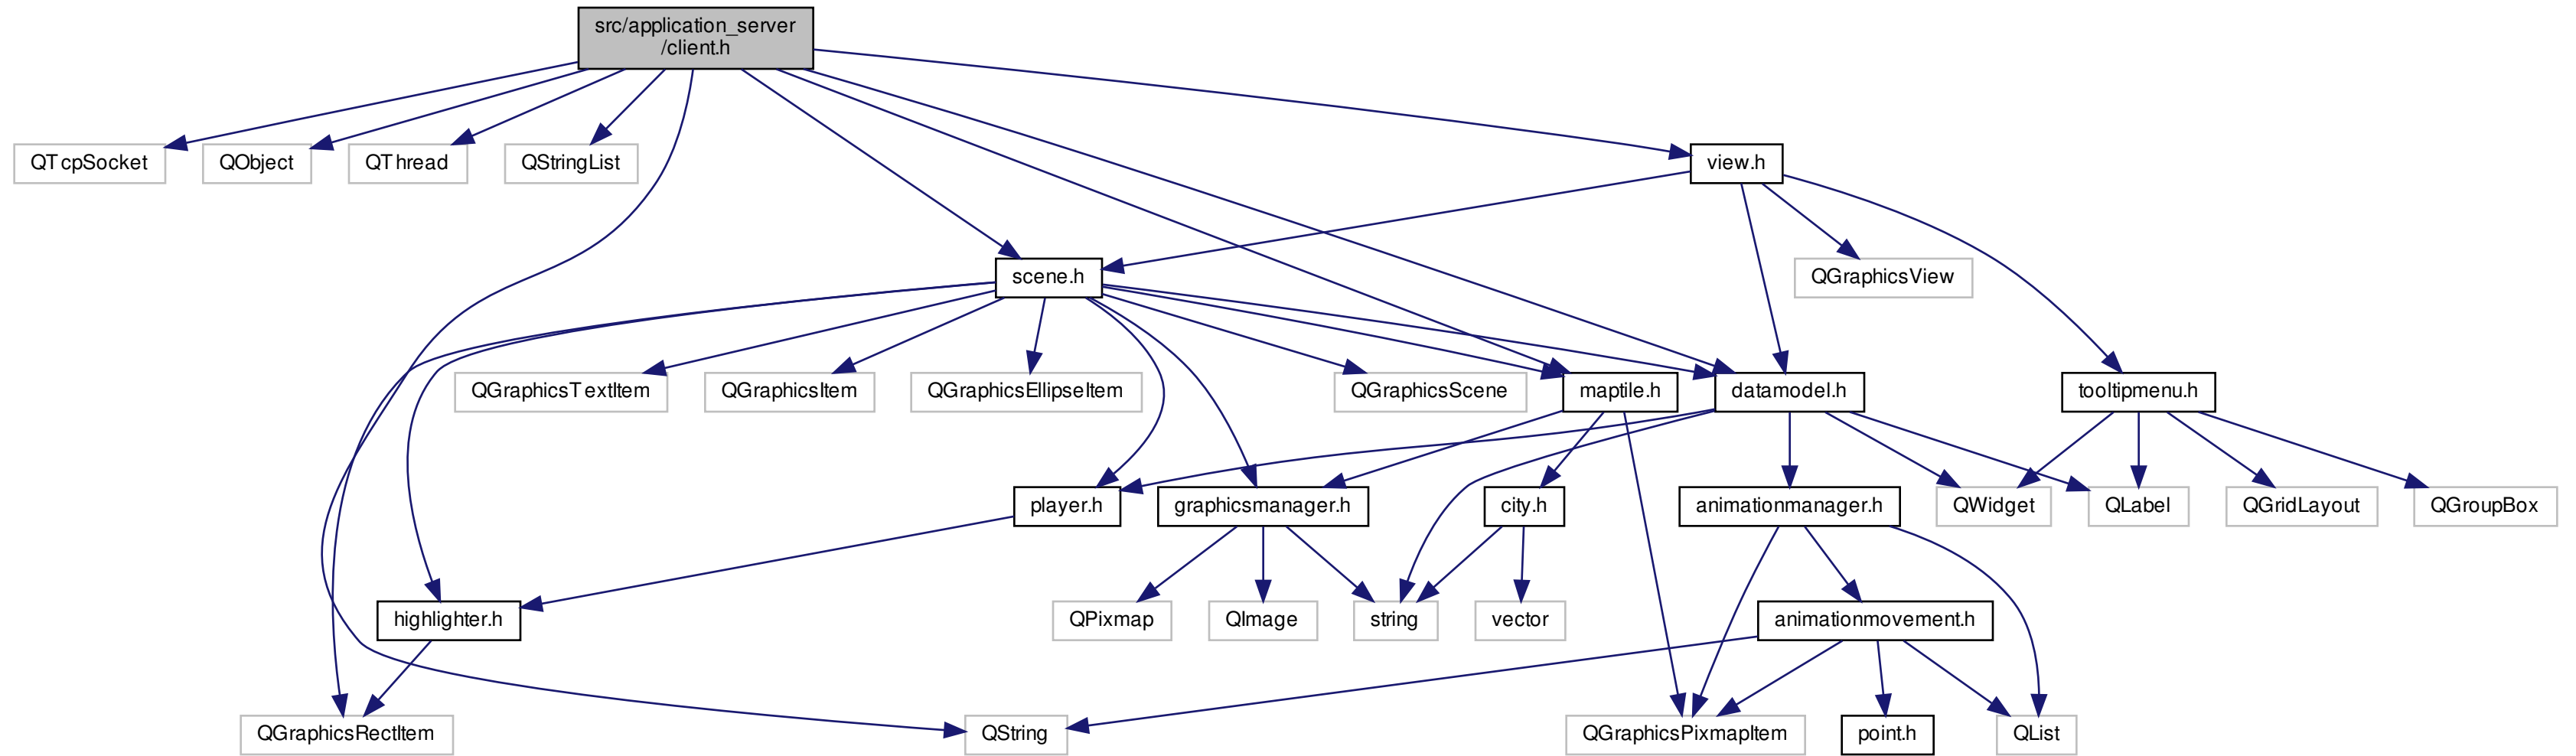 src/application_server
/client.h
QTcpSocket
QObject
QThread
QStringList
view.h
scene.h
QGraphicsView
QGraphicsTextItem
QGraphicsItem
QGraphicsEllipseItem
QGraphicsScene
maptile.h
datamodel.h
tooltipmenu.h
player.h
graphicsmanager.h
city.h
animationmanager.h
QWidget
QLabel
QGridLayout
QGroupBox
highlighter.h
QPixmap
QImage
string
vector
animationmovement.h
QGraphicsRectItem
QString
QGraphicsPixmapItem
point.h
QList